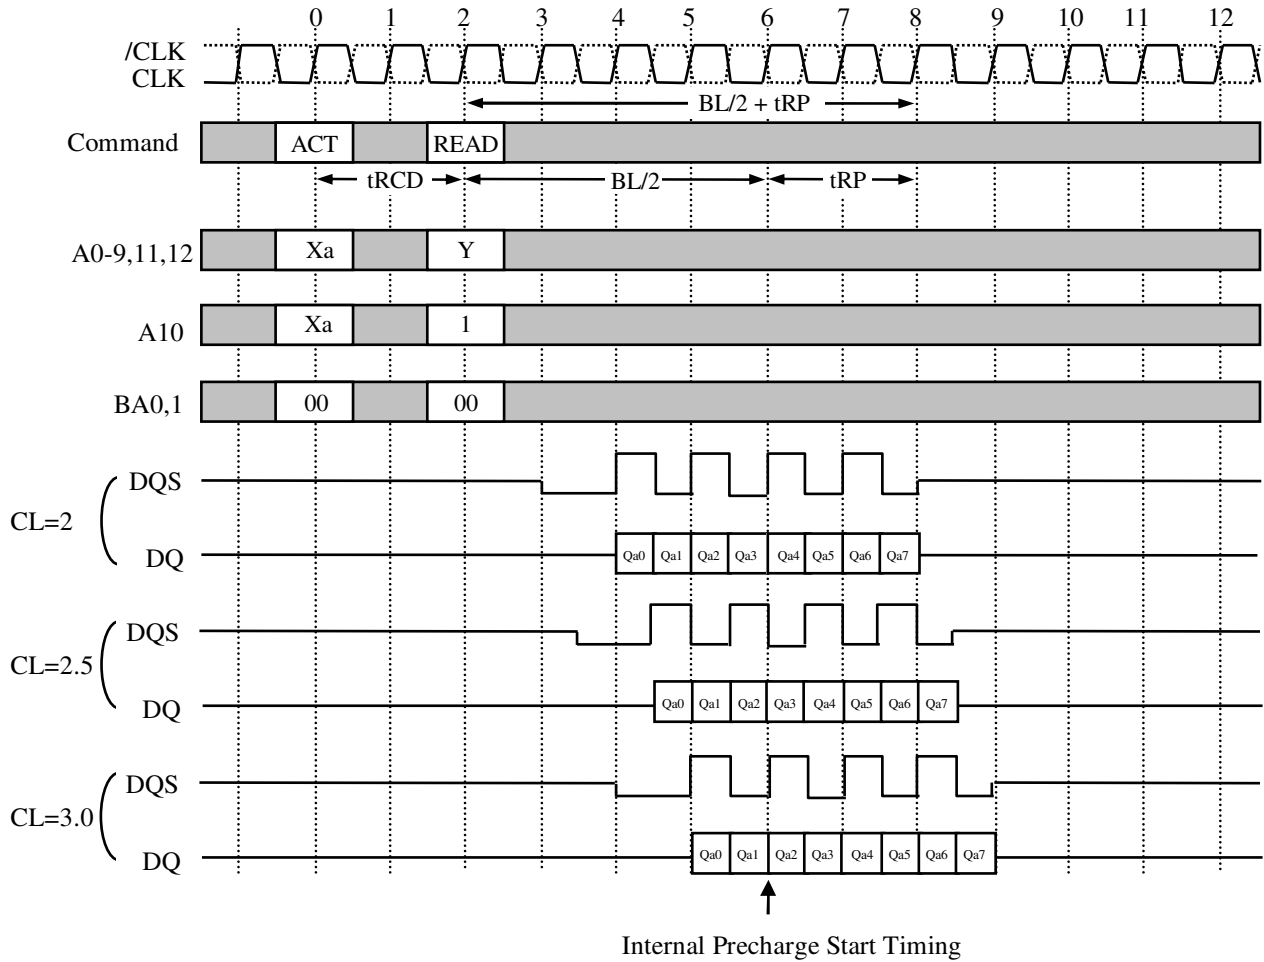 0 1 2 3 4 5 6 7 8 9 10 11 12
/CLK
CLK
BL/2 + tRP
Command ACT READ
tRCD BL/2 tRP
A0-9,11,12 Xa Y
A10 Xa 1
BA0,1 00 00
DQS
CL=2
DQ Qa0 Qa1 Qa2 Qa3 Qa4 Qa5 Qa6 Qa7
DQS
CL=2.5
DQ Qa0 Qa1 Qa2 Qa3 Qa4 Qa5 Qa6 Qa7
DQS
CL=3.0
DQ Qa0 Qa1 Qa2 Qa3 Qa4 Qa5 Qa6 Qa7
Internal Precharge Start Timing